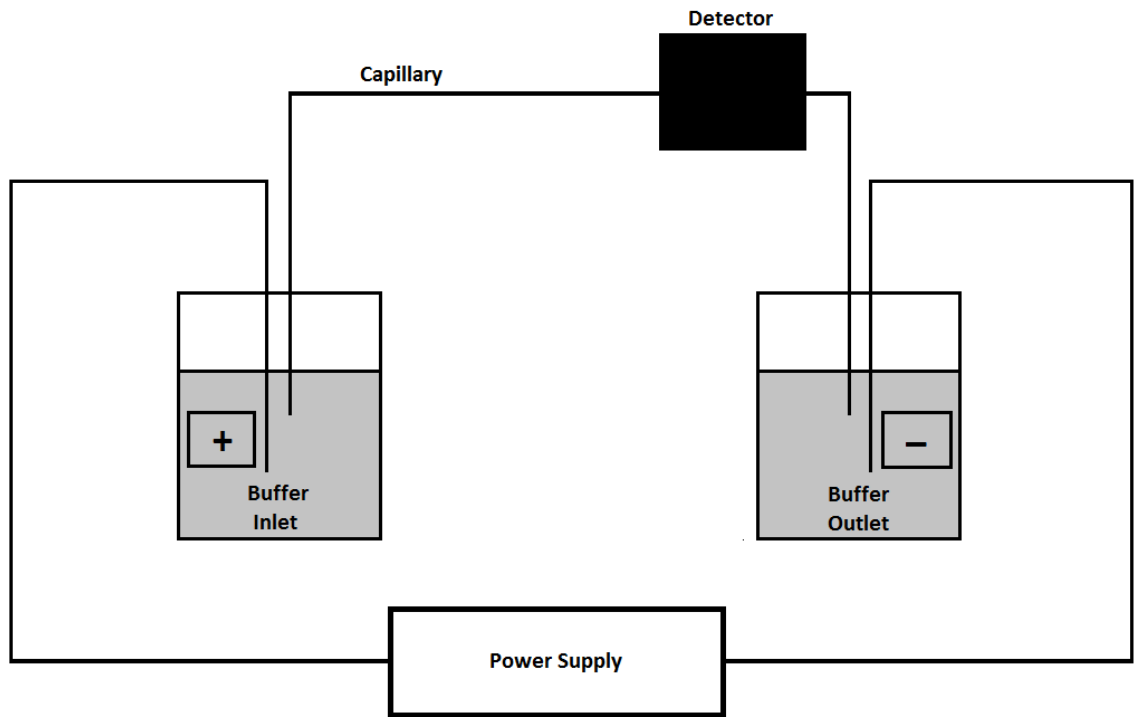 Detector
Capillary
+
−
Buffer
Inlet
Buffer
Outlet
Power Supply